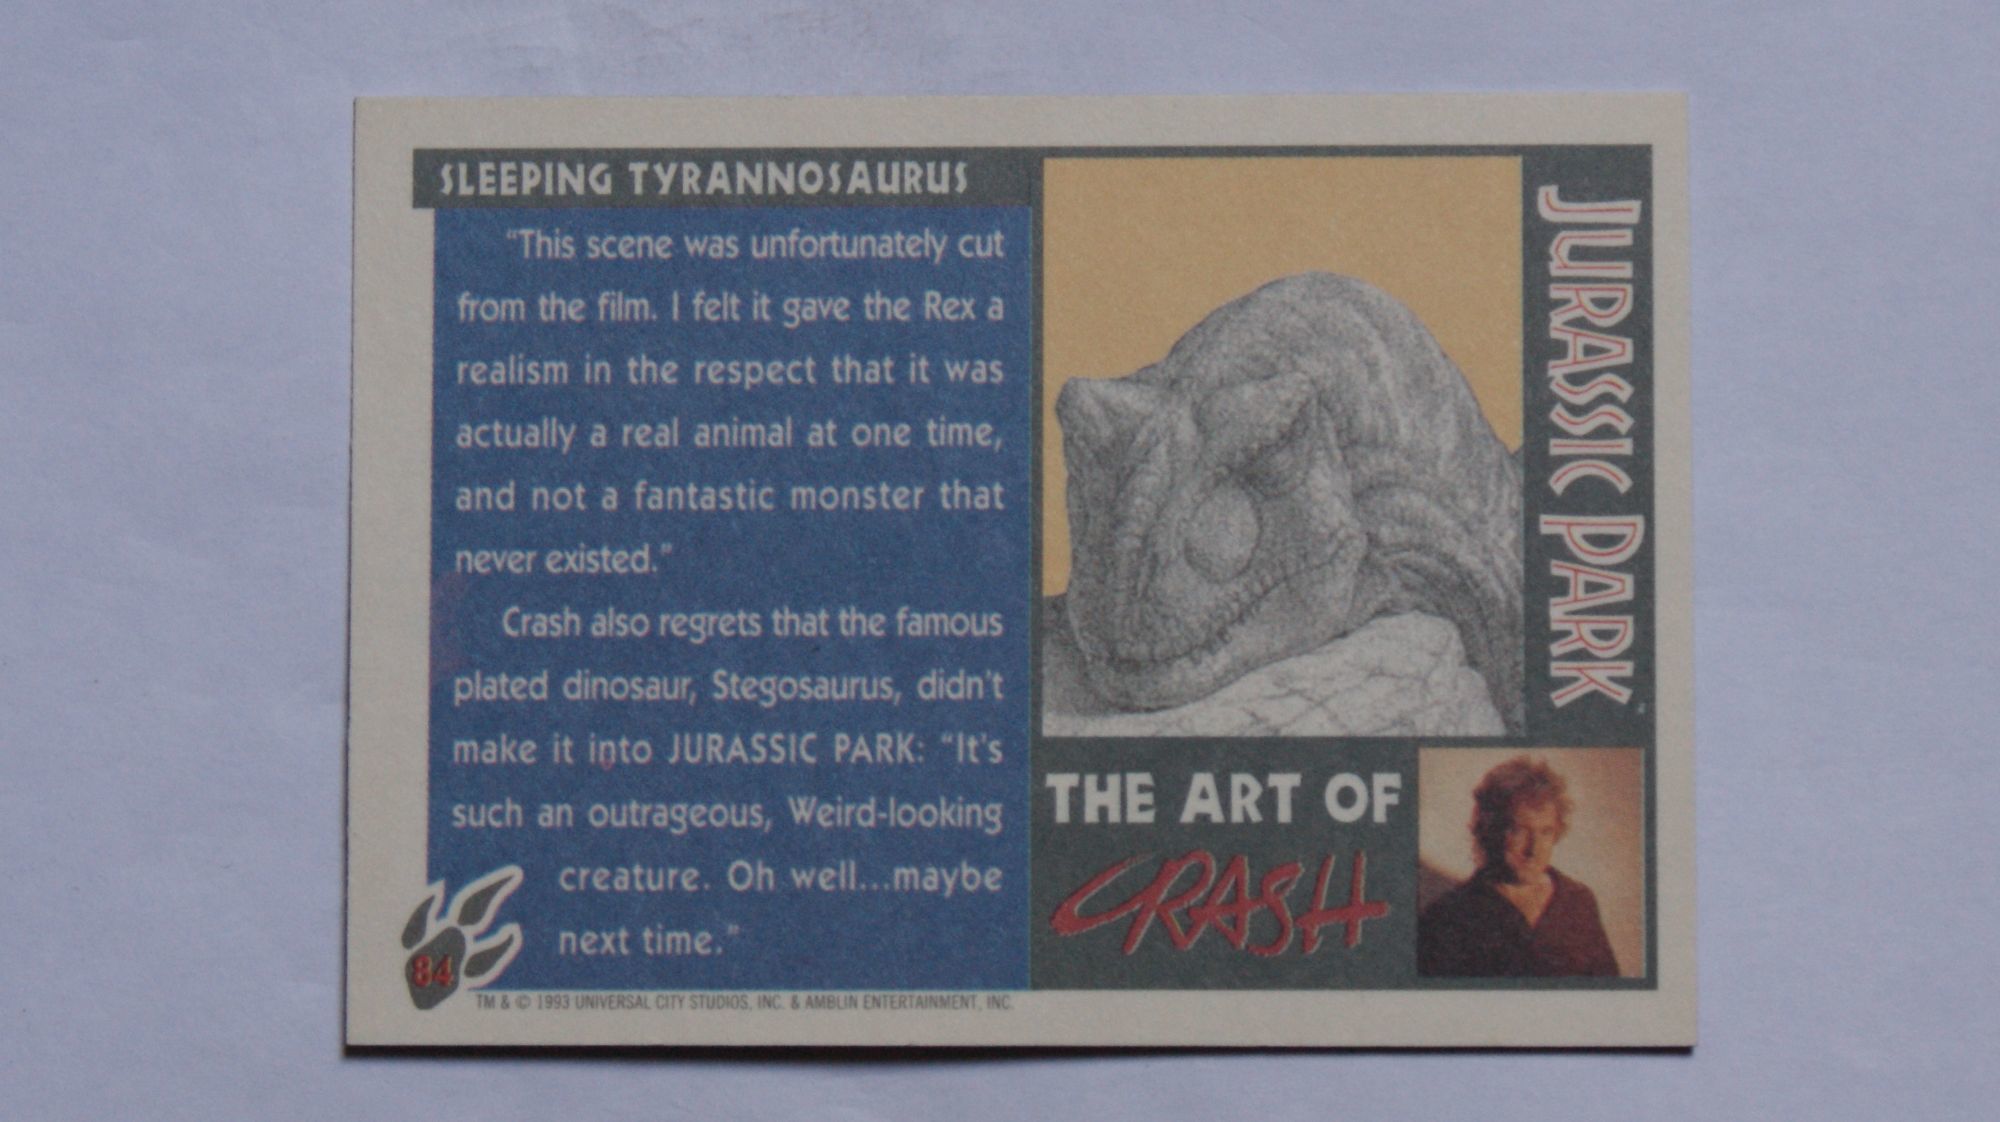 SLEEPING TYRANNOSAURUS
“This scene was unfortunately cut
from the film. I felt it gave the Rex a
realism in the respect that it was
actually a real animal at one time,
and not a fantastic monster that
never existed.”
Crash also regrets that the famous
plated dinosaur, Stegosaurus, didn't
make it into JURASSIC PARK: “It's
such an outrageous, Weird-looking
creature. Oh well...maybe
next time.”
84
TM & © 1993 UNIVERSAL CITY STUDIOS, INC. & AMBLIN ENTERTAINMENT, INC.
JURASSIC PARK
THE ART OF
CRASH